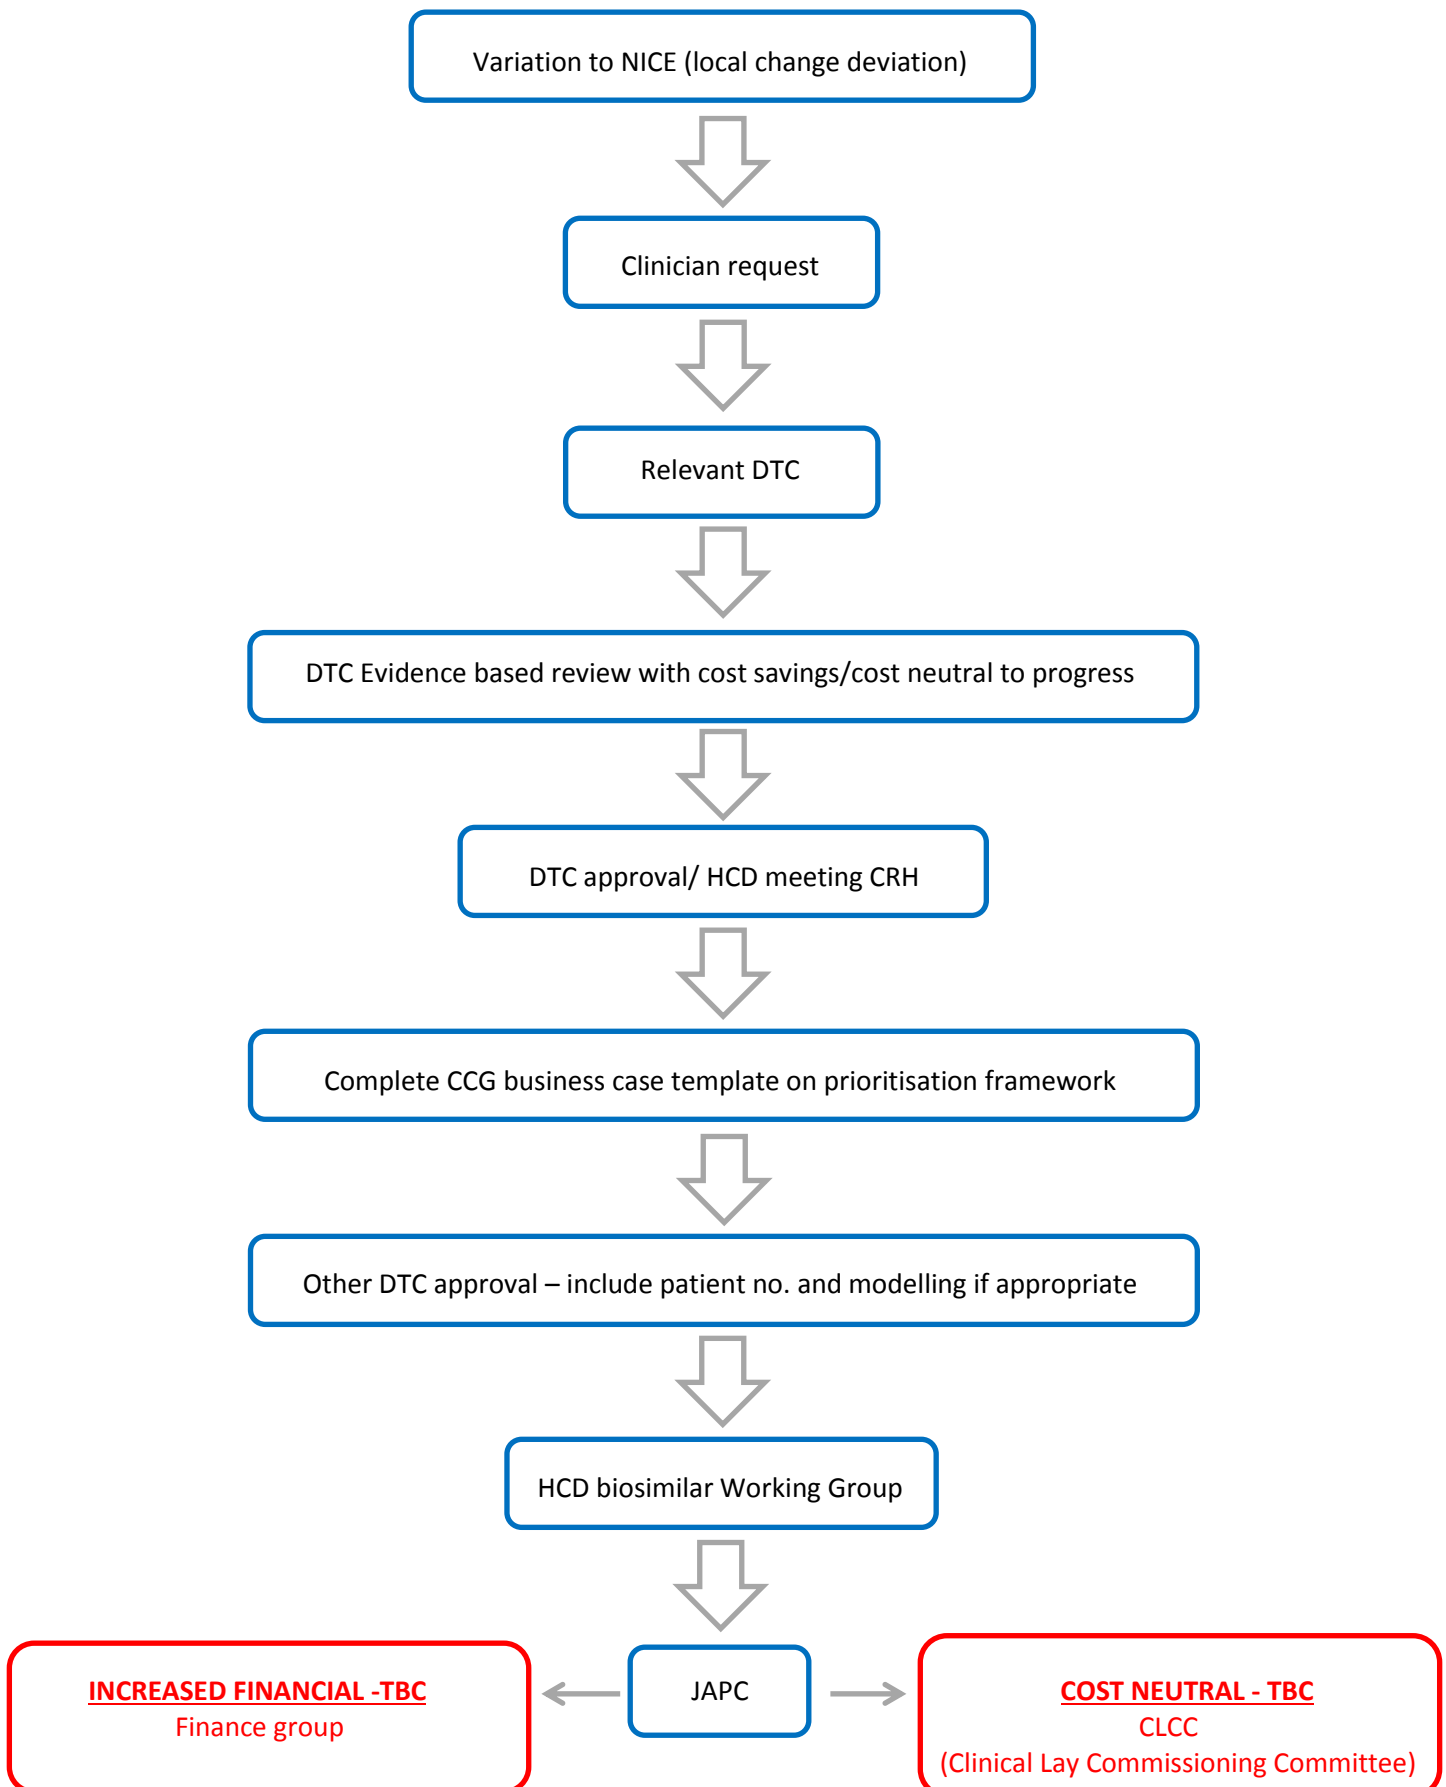 Variation to NICE (local change deviation)
Clinician request
Relevant DTC
DTC Evidence based review with cost savings/cost neutral to progress
DTC approval/ HCD meeting CRH
Complete CCG business case template on prioritisation framework
Other DTC approval – include patient no. and modelling if appropriate
HCD biosimilar Working Group
JAPC
INCREASED FINANCIAL -TBC
Finance group
COST NEUTRAL - TBC
CLCC
(Clinical Lay Commissioning Committee)